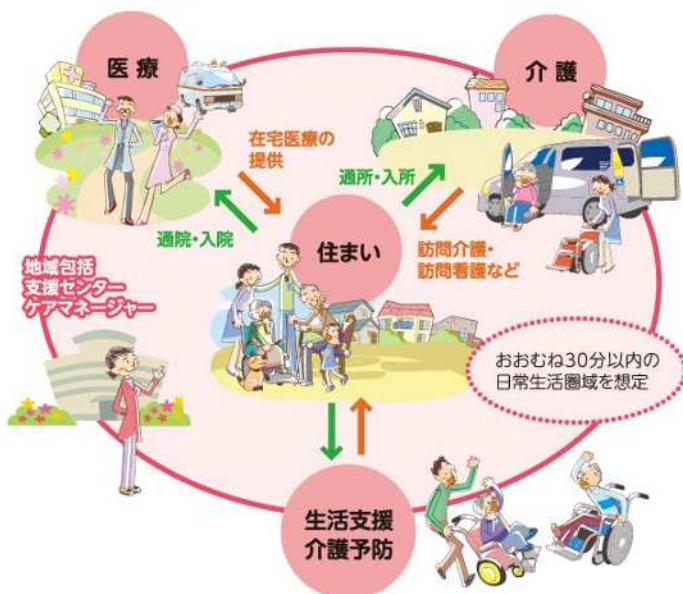 医療
介護
在宅医療の
提供
通所・入所
通院・入院
住まい
訪問介護・
訪問看護など
地域包括
支援センター
ケアマネージャー
おおむね30分以内の
日常生活圏域を想定
生活支援
介護予防